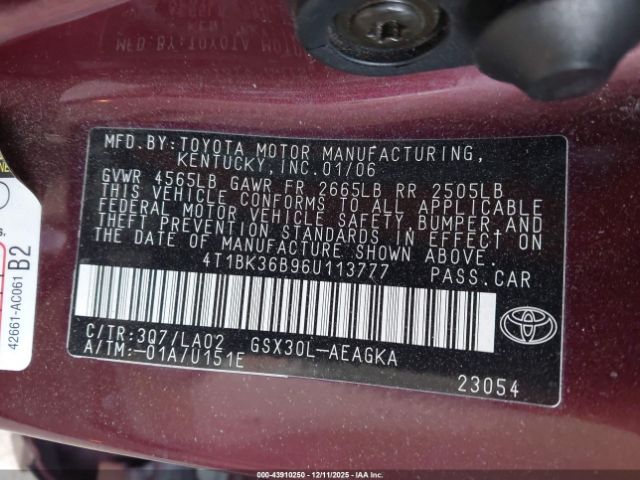 MFD.BY:TOYOTA MOTOR MANUFACTURING,
KENTUCKY,INC.01/06
GVWR 4565LB GAWR FR 2665LB RR 2505LB
THIS VEHICLE CONFORMS TO ALL APPLICABLE
FEDERAL MOTOR VEHICLE SAFETY,BUMPER,AND
THEFT PREVENTION STANDARDS IN EFFECT ON
THE DATE OF MANUFACTURE SHOWN ABOVE.
4T1BK36B96U113777 PASS.CAR
C/TR:3Q7/LA02 GSX30L-AEAGKA
A/TM:-01A/U151E
23054
42661-AC061 B2
000-43910250 - 12/11/2025 - IAAI.COM